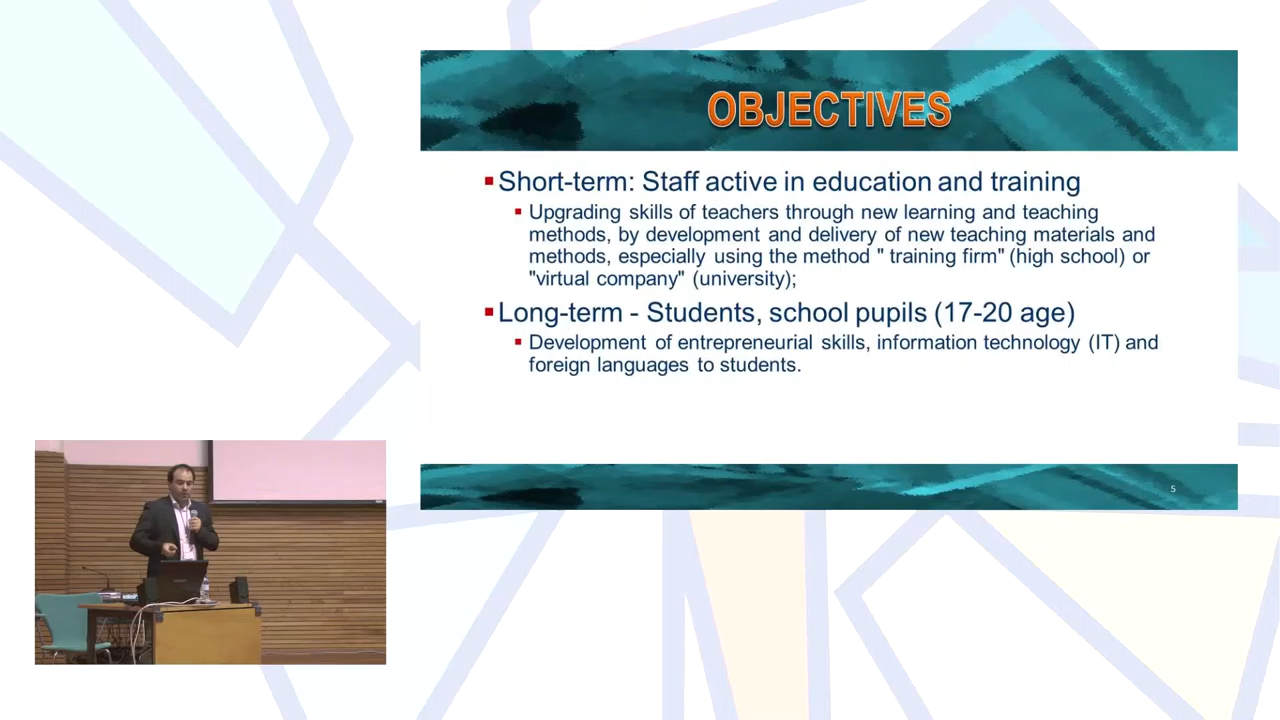 OBJECTIVES
Short-term: Staff active in education and training
Upgrading skills of teachers through new learning and teaching
methods, by development and delivery of new teaching materials and
methods, especially using the method " training firm" (high school) or
"virtual company" (university);
Long-term - Students, school pupils (17-20 age)
Development of entrepreneurial skills, information technology (IT) and
foreign languages to students.
5